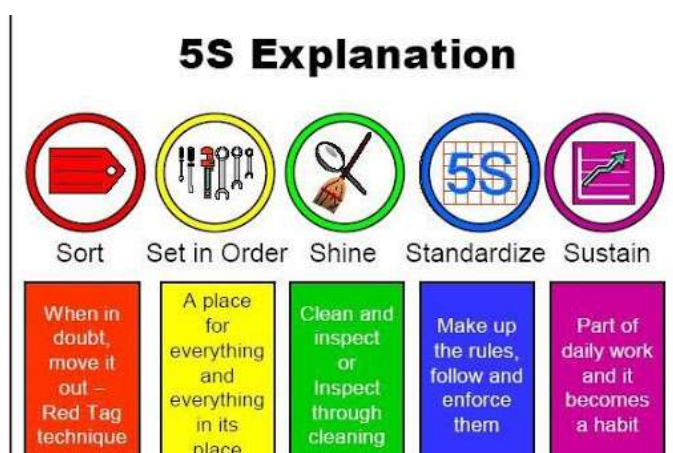 5S Explanation
5S
Sort
Set in Order
Shine
Standardize
Sustain
When in
doubt,
move it
out –
Red Tag
technique
A place
for
everything
and
everything
in its
place
Clean and
inspect
or
Inspect
through
cleaning
Make up
the rules,
follow and
enforce
them
Part of
daily work
and it
becomes
a habit